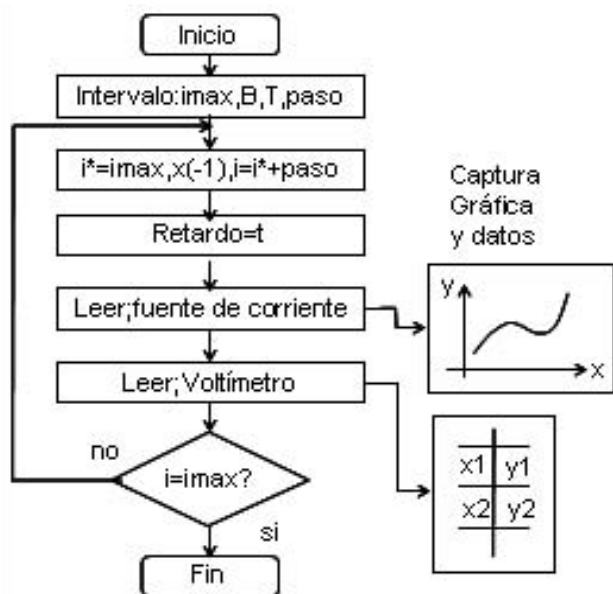 Inicio
Intervalo:imax,B,T,paso
i*=imax,x(-1),i=i*+paso
Retardo=t
Leer;fuente de corriente
Leer;Voltímetro
no
i=imax?
si
Fin
Captura
Gráfica
y datos
y
x
x1 y1
x2 y2